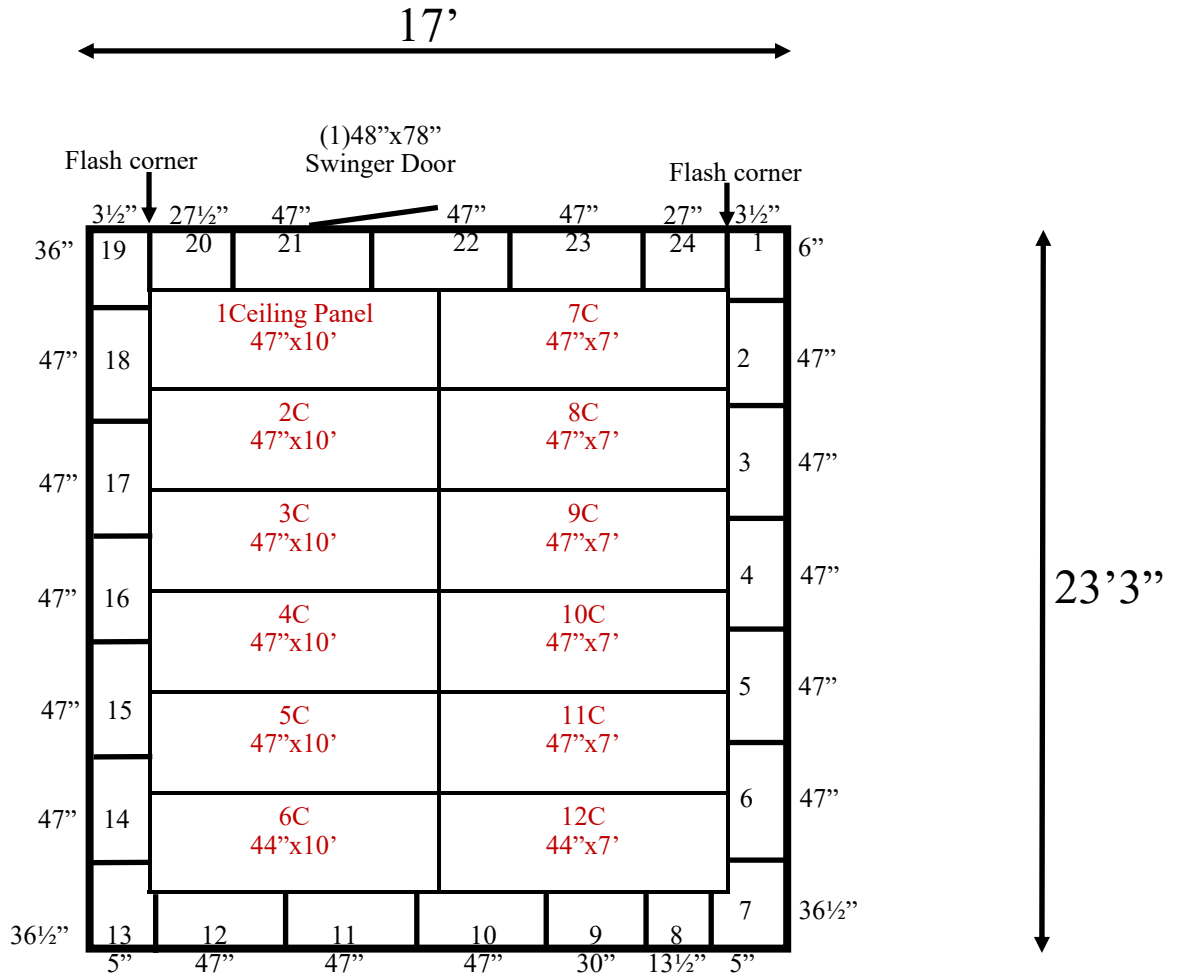 17’
(1)48”x78”
Swinger Door
Flash corner
Flash corner
3½” 27½” 47” 47” 47” 27” 3½”
36” 19 20 21 22 23 24 1 6”
1Ceiling Panel
47”x10’
7C
47”x7’
47” 18
2 47”
2C
47”x10’
8C
47”x7’
47” 17
3 47”
3C
47”x10’
9C
47”x7’
47” 16
4 47”
23’3”
4C
47”x10’
10C
47”x7’
47” 15
5 47”
5C
47”x10’
11C
47”x7’
47” 14
6 47”
6C
44”x10’
12C
44”x7’
7 36½”
36½” 13 12 11 10 9 8
5” 47” 47” 47” 30” 13½” 5”